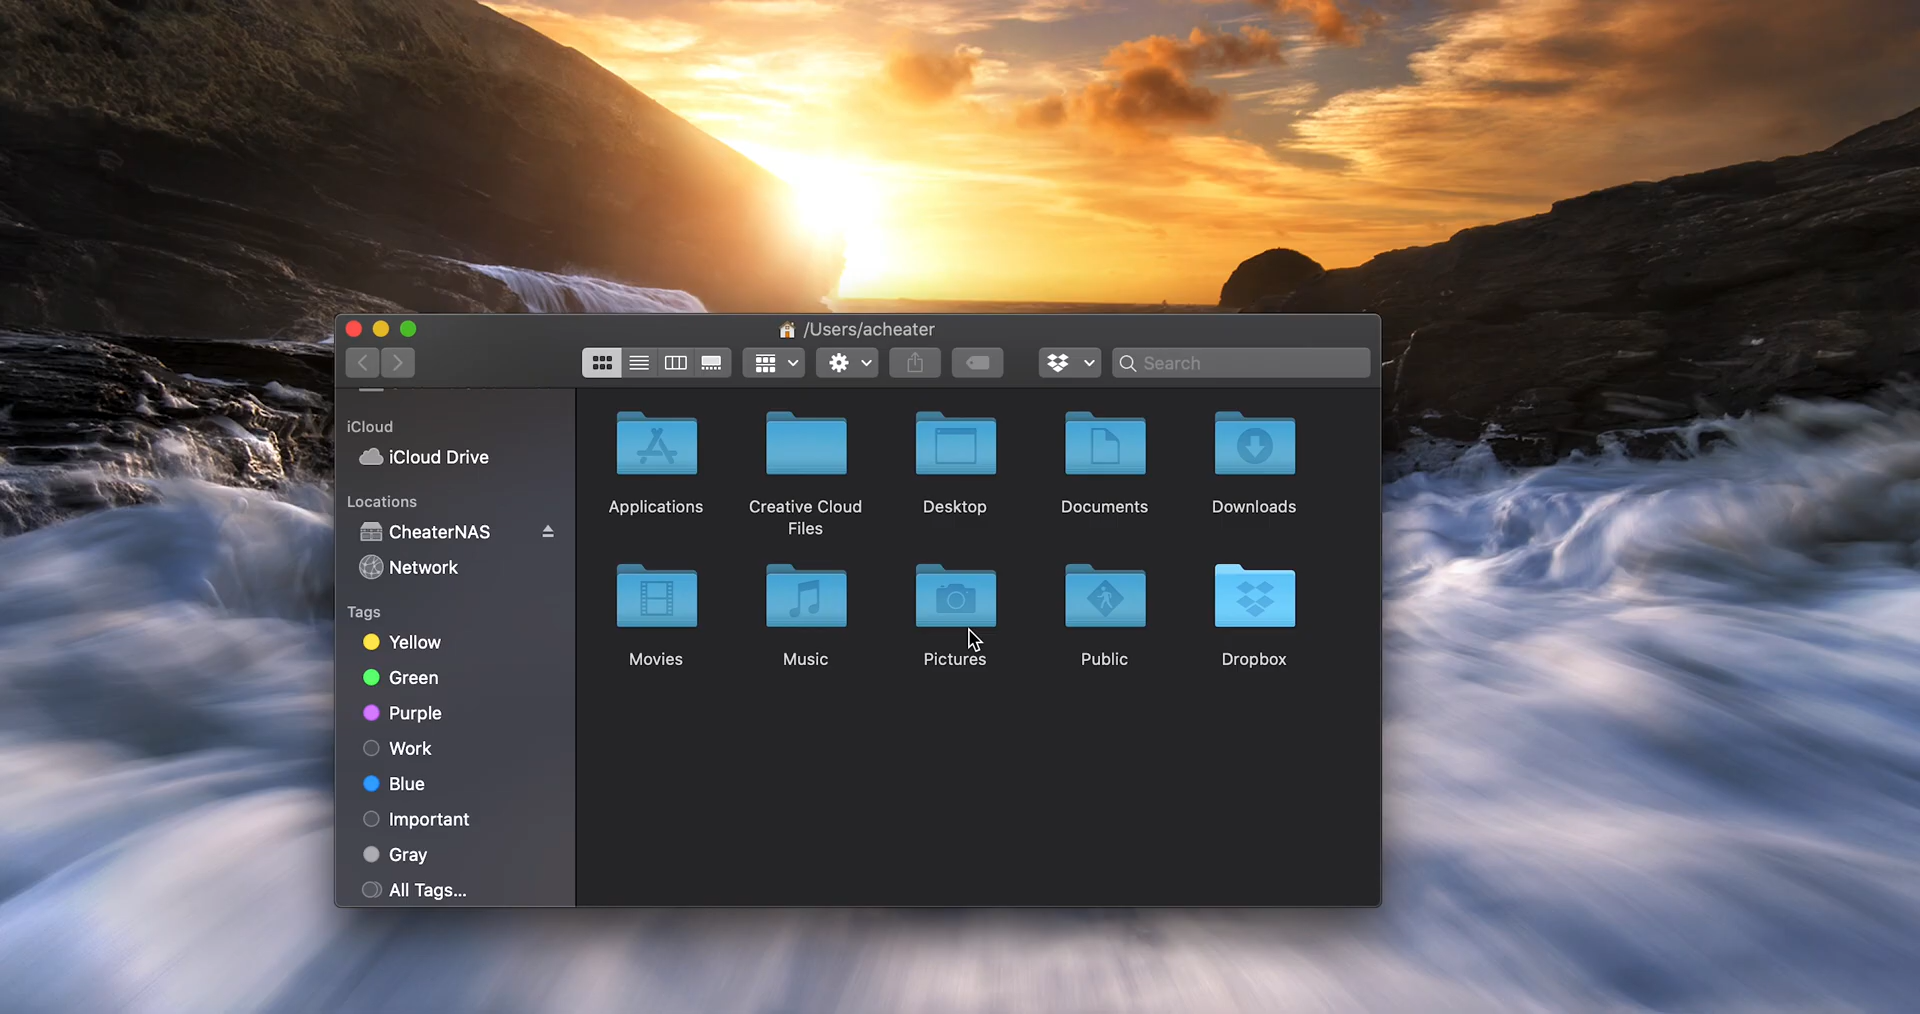 /Users/acheater
Search
iCloud
iCloud Drive
Locations
CheaterNAS
Network
Tags
Yellow
Green
Purple
Work
Blue
Important
Gray
All Tags...
Applications
Creative Cloud
Files
Desktop
Documents
Downloads
Movies
Music
Pictures
Public
Dropbox